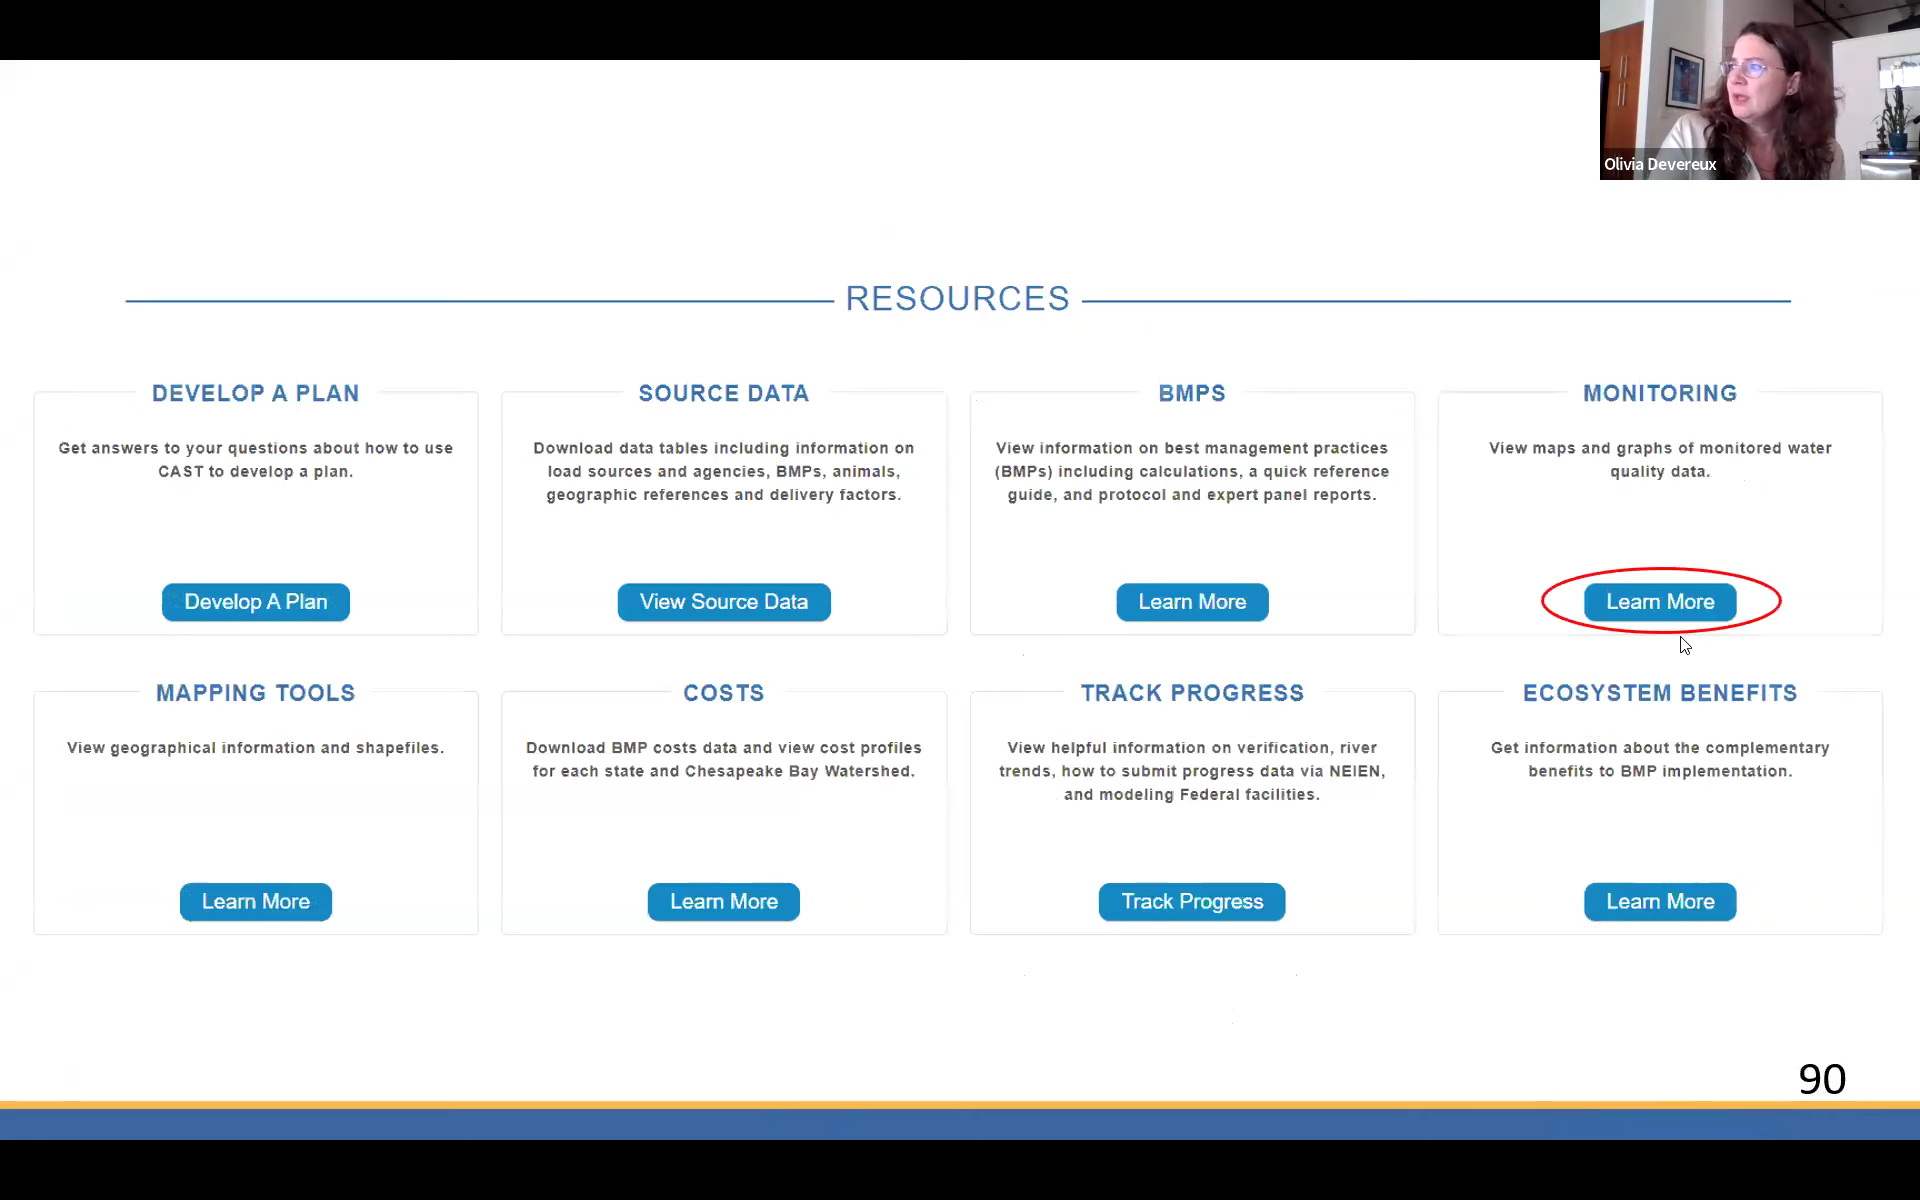 Olivia Devereux
RESOURCES
DEVELOP A PLAN
Get answers to your questions about how to use
CAST to develop a plan.
Develop A Plan
SOURCE DATA
Download data tables including information on
load sources and agencies, BMPs, animals,
geographic references and delivery factors.
View Source Data
BMPS
View information on best management practices
(BMPs) including calculations, a quick reference
guide, and protocol and expert panel reports.
Learn More
MONITORING
View maps and graphs of monitored water
quality data.
Learn More
MAPPING TOOLS
View geographical information and shapefiles.
Learn More
COSTS
Download BMP costs data and view cost profiles
for each state and Chesapeake Bay Watershed.
Learn More
TRACK PROGRESS
View helpful information on verification, river
trends, how to submit progress data via NEIEN,
and modeling Federal facilities.
Track Progress
ECOSYSTEM BENEFITS
Get information about the complementary
benefits to BMP implementation.
Learn More
90